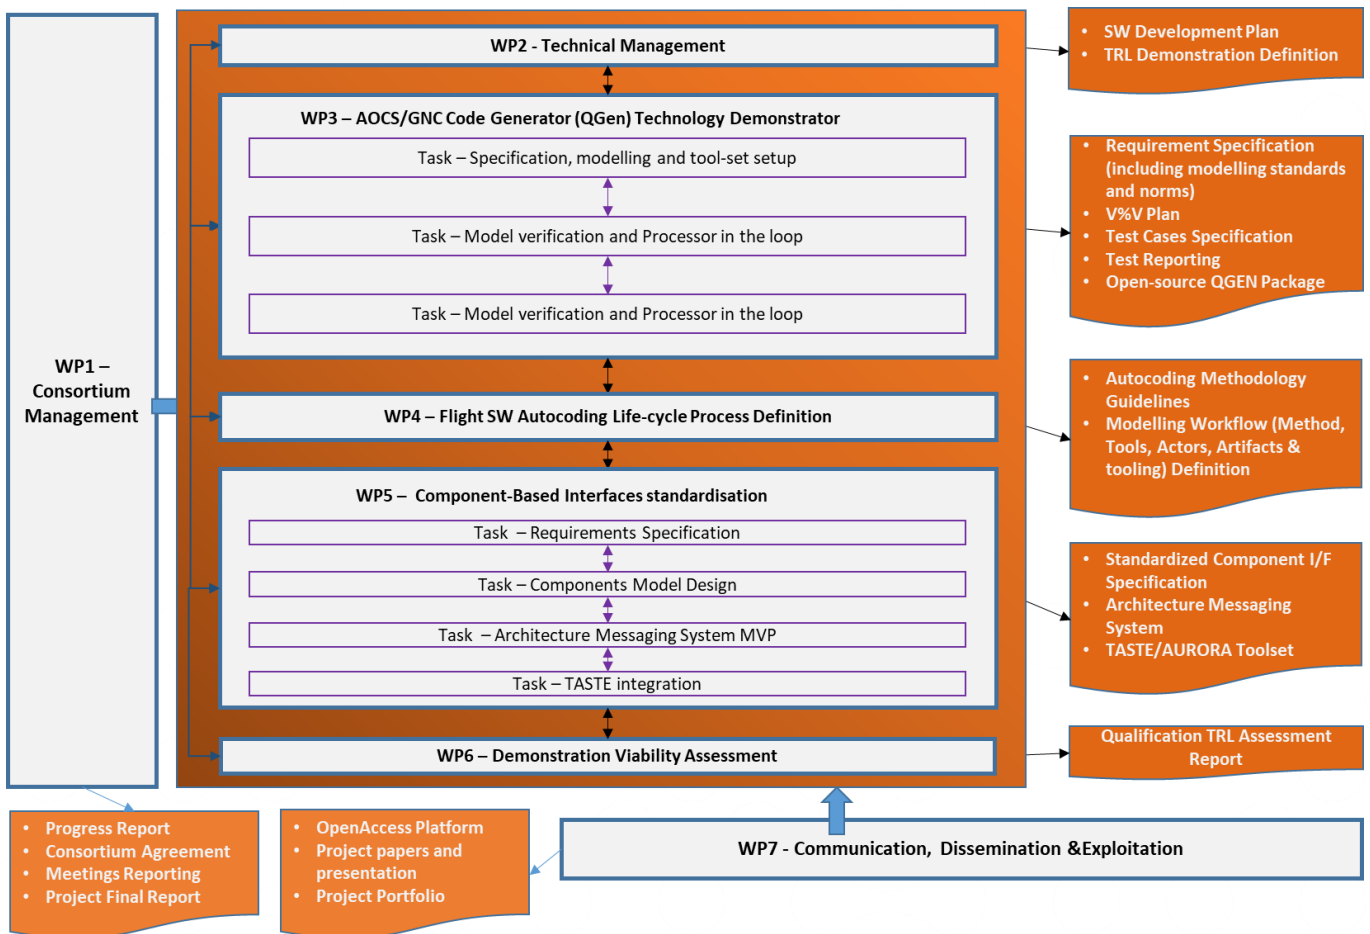 WP1 –
Consortium
Management
WP2 - Technical Management
WP3 – AOCS/GNC Code Generator (QGen) Technology Demonstrator
Task – Specification, modelling and tool-set setup
Task – Model verification and Processor in the loop
Task – Model verification and Processor in the loop
WP4 – Flight SW Autocoding Life-cycle Process Definition
WP5 – Component-Based Interfaces standardisation
Task – Requirements Specification
Task – Components Model Design
Task – Architecture Messaging System MVP
Task – TASTE integration
WP6 – Demonstration Viability Assessment
• SW Development Plan
• TRL Demonstration Definition
• Requirement Specification
(including modelling standards
and norms)
• V%V Plan
• Test Cases Specification
• Test Reporting
• Open-source QGEN Package
• Autocoding Methodology
Guidelines
• Modelling Workflow (Method,
Tools, Actors, Artifacts &
tooling) Definition
• Standardized Component I/F
Specification
• Architecture Messaging
System
• TASTE/AURORA Toolset
Qualification TRL Assessment
Report
• Progress Report
• Consortium Agreement
• Meetings Reporting
• Project Final Report
• OpenAccess Platform
• Project papers and
presentation
• Project Portfolio
WP7 - Communication, Dissemination &Exploitation